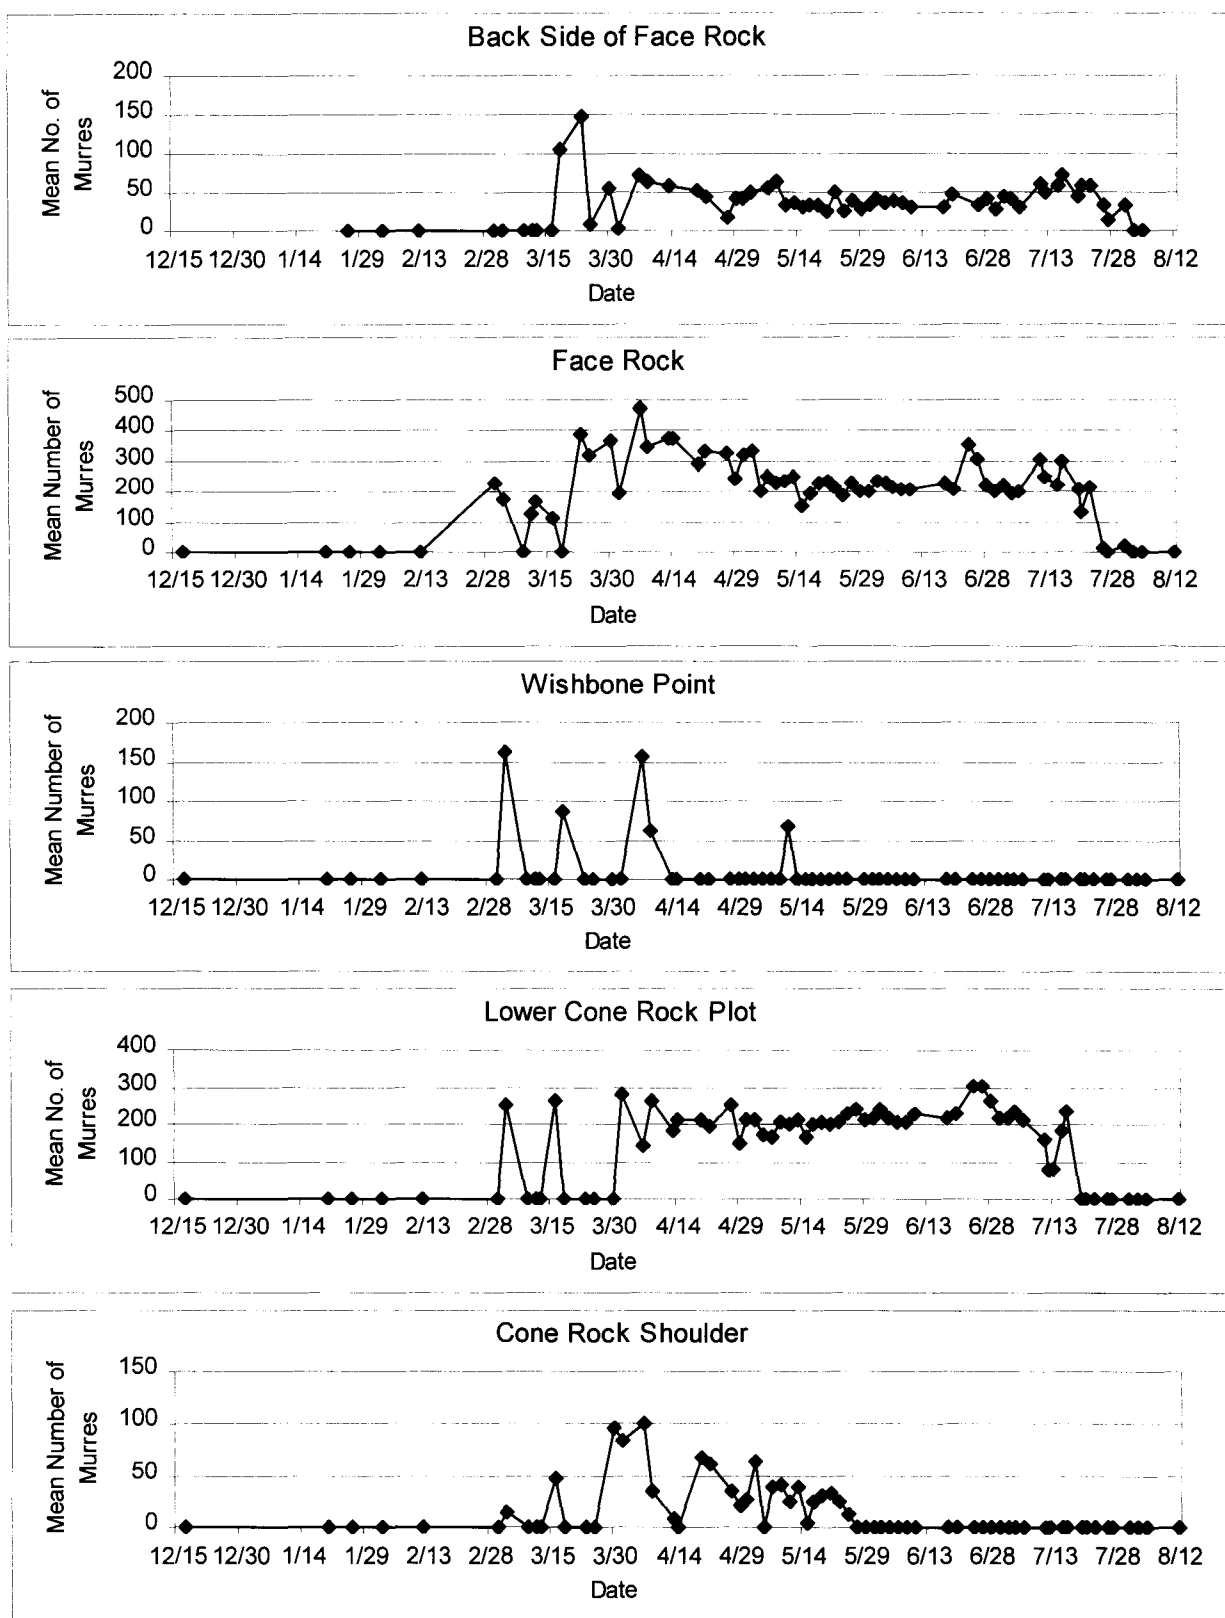 Back Side of Face Rock
Mean No. of
Murres
200
150
100
50
0
12/15 12/30 1/14 1/29 2/13 2/28 3/15 3/30 4/14 4/29 5/14 5/29 6/13 6/28 7/13 7/28 8/12
Date
Face Rock
Mean Number of
Murres
500
400
300
200
100
0
12/15 12/30 1/14 1/29 2/13 2/28 3/15 3/30 4/14 4/29 5/14 5/29 6/13 6/28 7/13 7/28 8/12
Date
Wishbone Point
Mean Number of
Murres
200
150
100
50
0
12/15 12/30 1/14 1/29 2/13 2/28 3/15 3/30 4/14 4/29 5/14 5/29 6/13 6/28 7/13 7/28 8/12
Date
Lower Cone Rock Plot
Mean No. of
Murres
400
300
200
100
0
12/15 12/30 1/14 1/29 2/13 2/28 3/15 3/30 4/14 4/29 5/14 5/29 6/13 6/28 7/13 7/28 8/12
Date
Cone Rock Shoulder
Mean Number of
Murres
150
100
50
0
12/15 12/30 1/14 1/29 2/13 2/28 3/15 3/30 4/14 4/29 5/14 5/29 6/13 6/28 7/13 7/28 8/12
Date